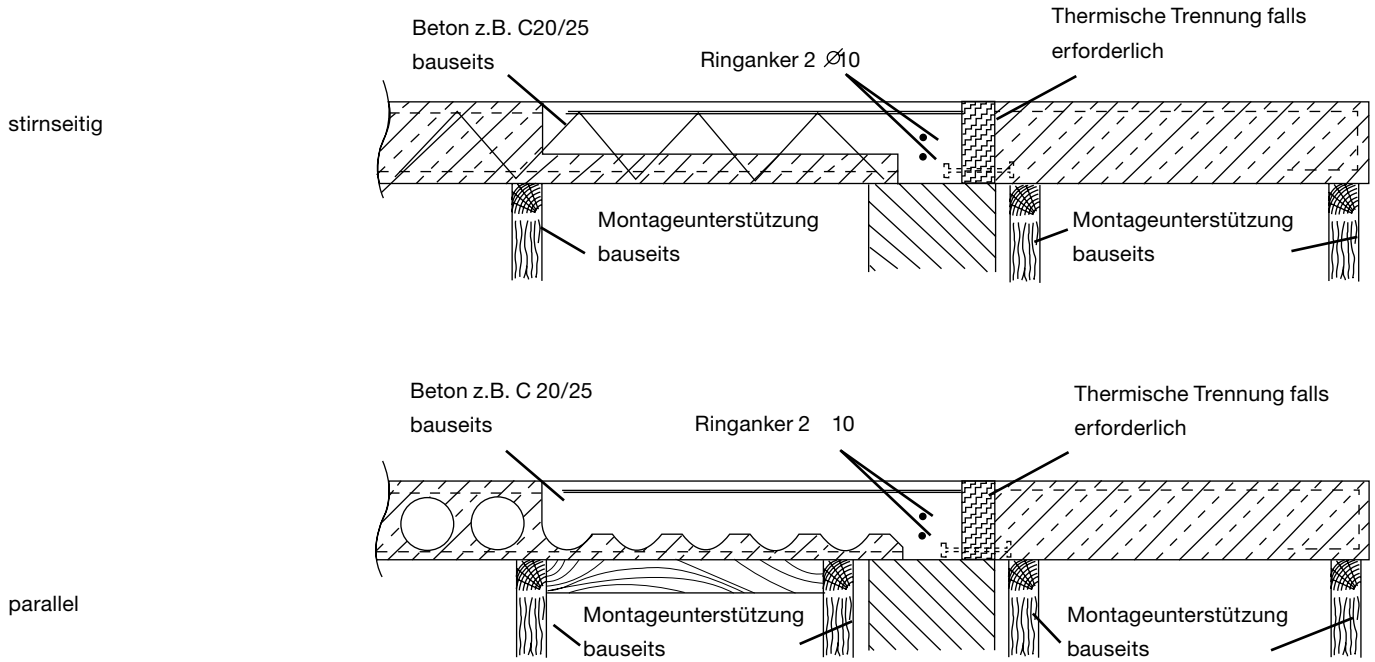 Beton z.B. C20/25
bauseits
Ringanker 2 ∅10
Thermische Trennung falls
erforderlich
stirnseitig
Montageunterstützung
bauseits
Montageunterstützung
bauseits
Beton z.B. C 20/25
bauseits
Ringanker 2 10
Thermische Trennung falls
erforderlich
parallel
Montageunterstützung
bauseits
Montageunterstützung
bauseits